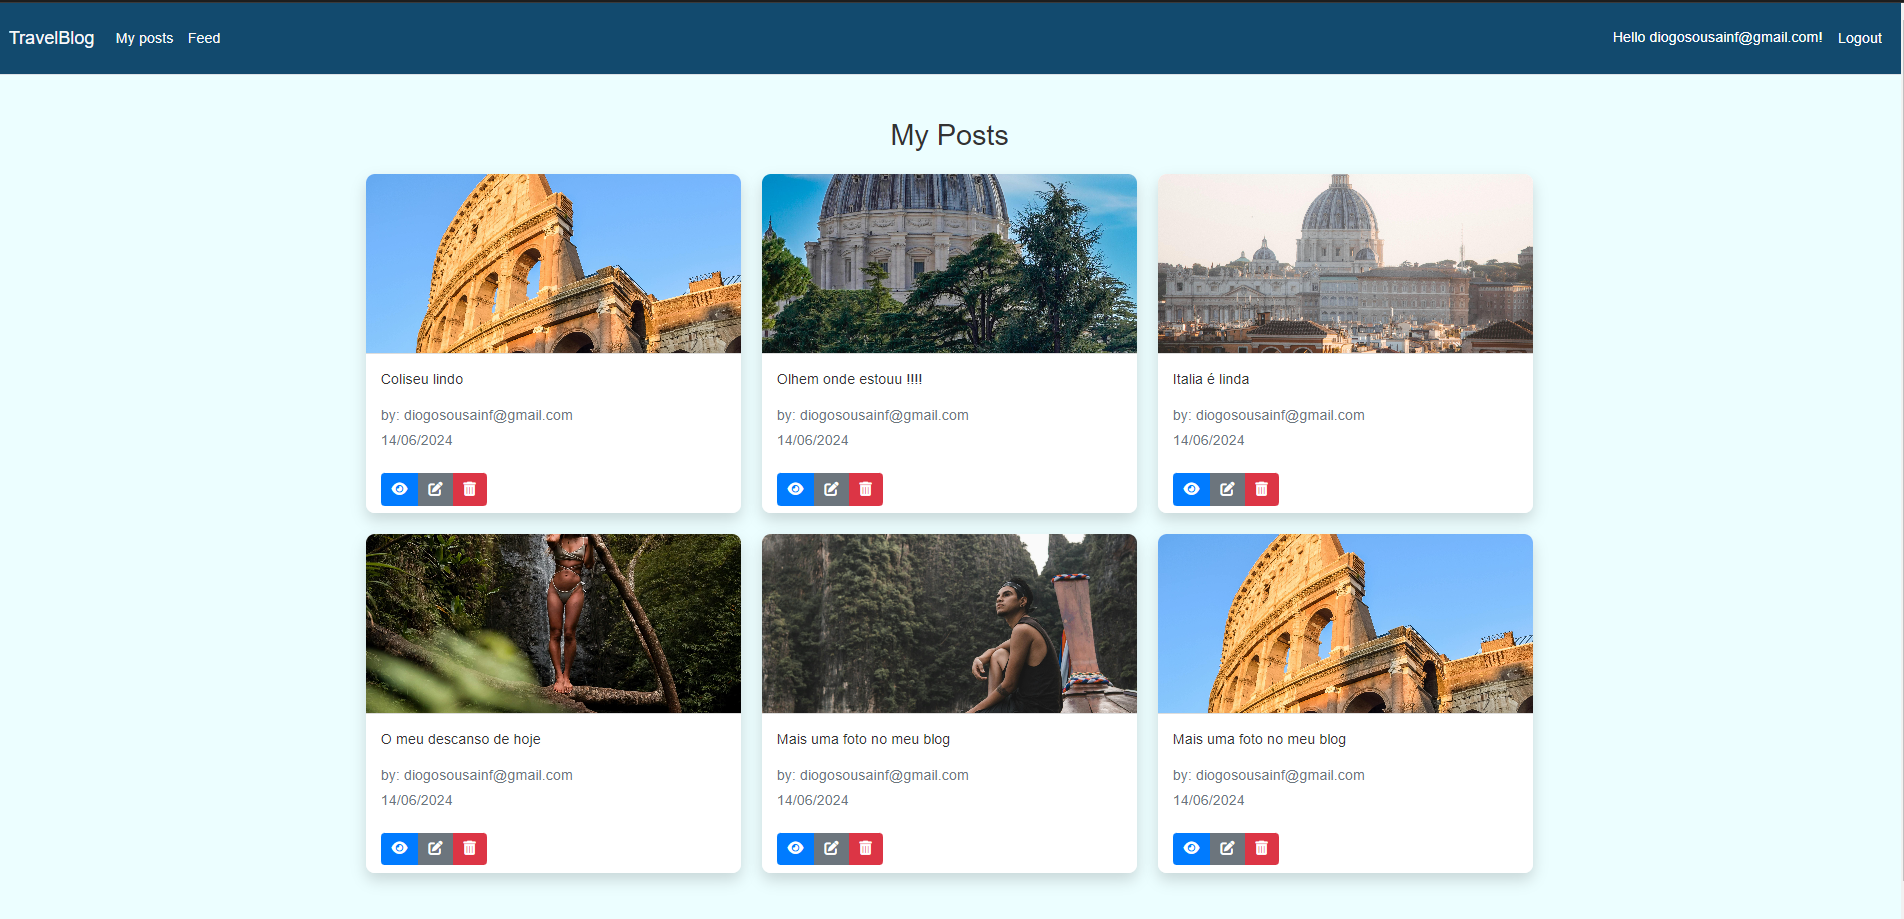 TravelBlog My posts Feed Hello diogosousainf@gmail.com! Logout
My Posts
Coliseu lindo
by: diogosousainf@gmail.com
14/06/2024
Olhem onde estouu !!!!
by: diogosousainf@gmail.com
14/06/2024
Italia é linda
by: diogosousainf@gmail.com
14/06/2024
O meu descanso de hoje
by: diogosousainf@gmail.com
14/06/2024
Mais uma foto no meu blog
by: diogosousainf@gmail.com
14/06/2024
Mais uma foto no meu blog
by: diogosousainf@gmail.com
14/06/2024